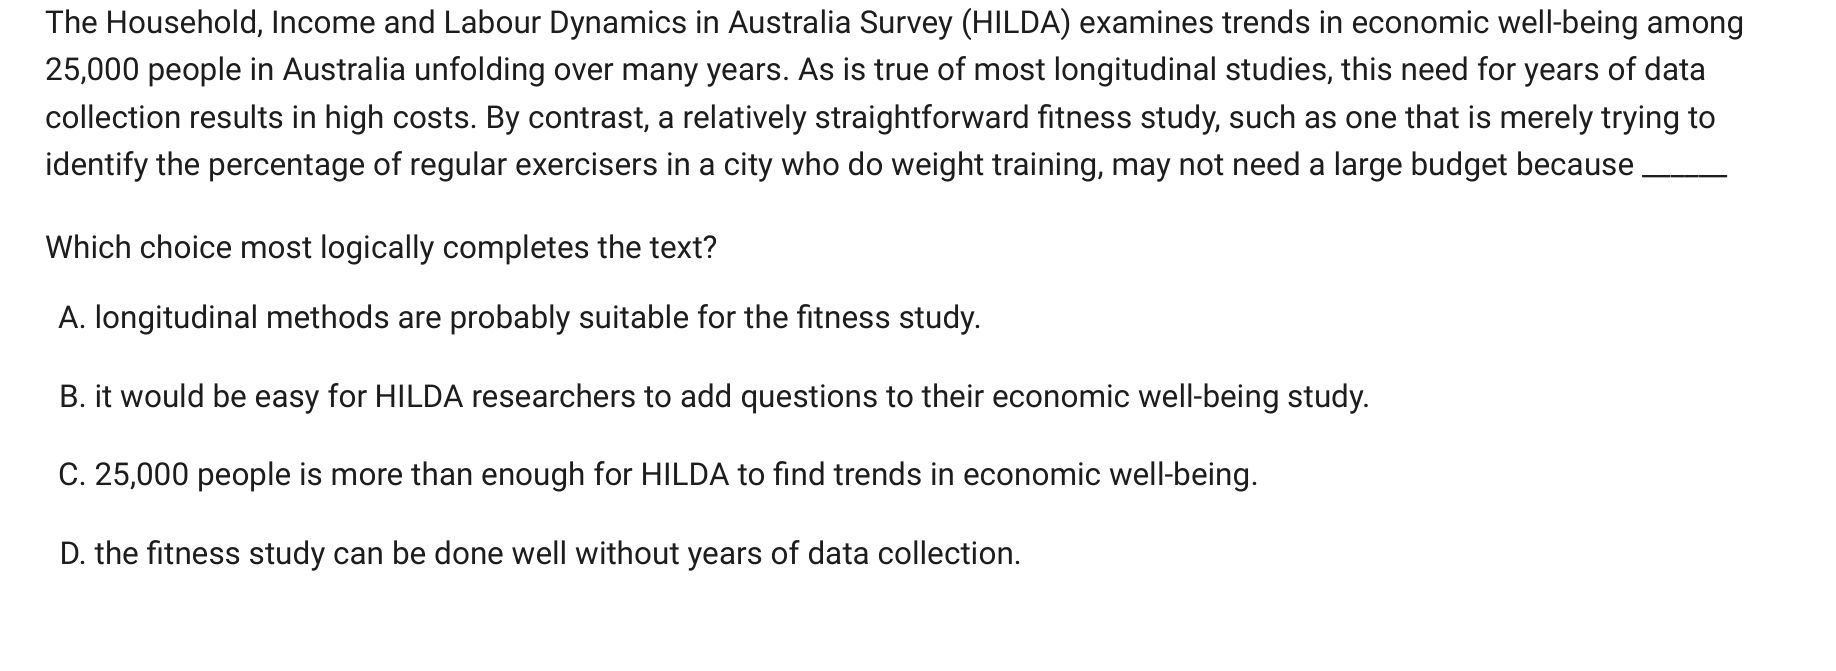 The Household, Income and Labour Dynamics in Australia Survey (HILDA) examines trends in economic well-being among
25,000 people in Australia unfolding over many years. As is true of most longitudinal studies, this need for years of data
collection results in high costs. By contrast, a relatively straightforward fitness study, such as one that is merely trying to
identify the percentage of regular exercisers in a city who do weight training, may not need a large budget because ______
Which choice most logically completes the text?
A. longitudinal methods are probably suitable for the fitness study.
B. it would be easy for HILDA researchers to add questions to their economic well-being study.
C. 25,000 people is more than enough for HILDA to find trends in economic well-being.
D. the fitness study can be done well without years of data collection.